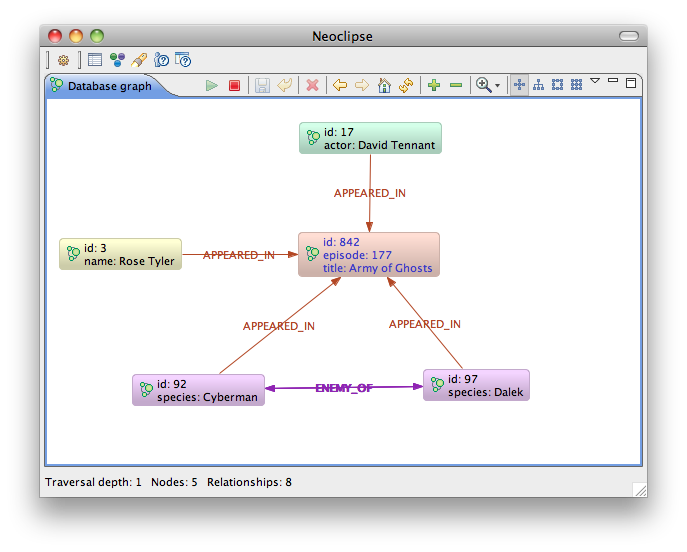 Neoclipse
Database graph
id: 17
actor: David Tennant
APPEARED_IN
id: 3
name: Rose Tyler
APPEARED_IN
id: 842
episode: 177
title: Army of Ghosts
APPEARED_IN
APPEARED_IN
id: 92
species: Cyberman
ENEMY_OF
id: 97
species: Dalek
Traversal depth: 1 Nodes: 5 Relationships: 8